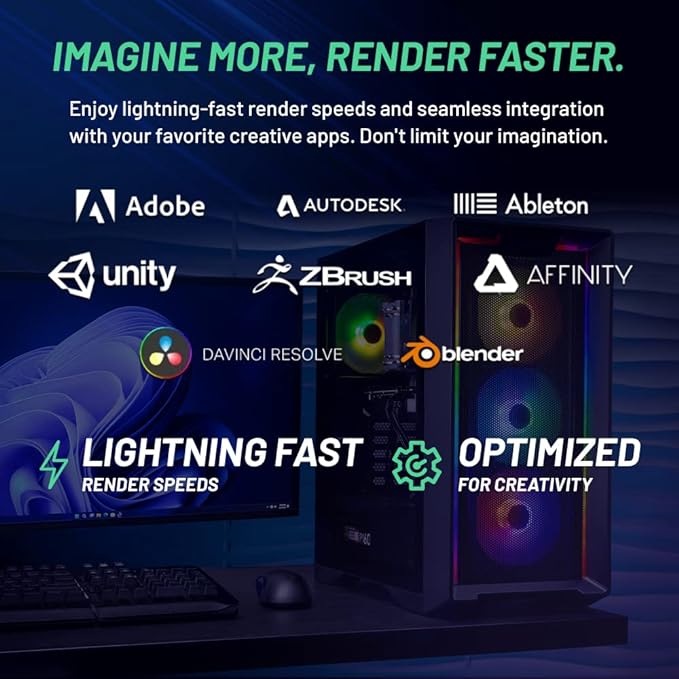 IMAGINE MORE, RENDER FASTER.
Enjoy lightning-fast render speeds and seamless integration
with your favorite creative apps. Don't limit your imagination.
Adobe
AUTODESK
Ableton
unity
ZBRUSH
AFFINITY
DAVINCI RESOLVE
blender
LIGHTNING FAST
RENDER SPEEDS
OPTIMIZED
FOR CREATIVITY